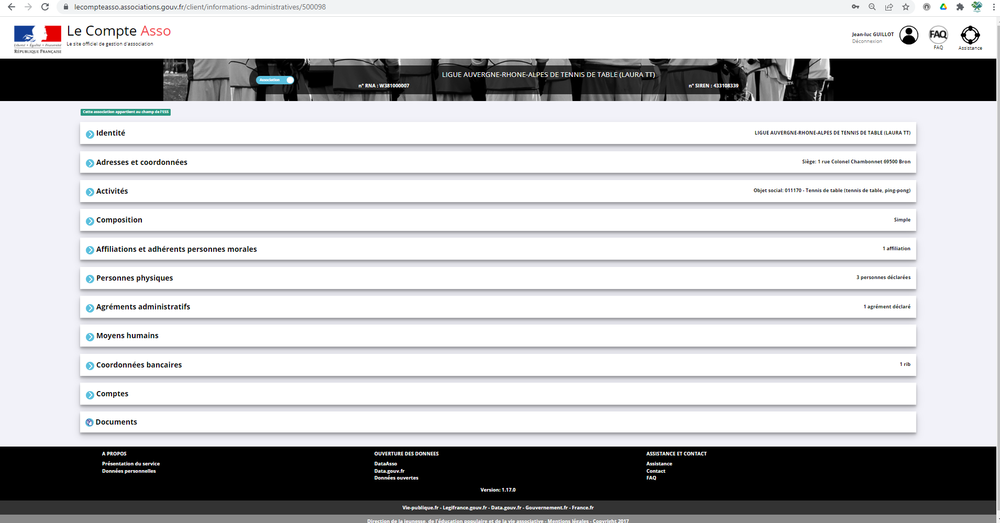 lecompteasso.associations.gouv.fr/client/informations-administratives/500098
Le Compte Asso
Le site officiel de gestion d'association
Liberté • Égalité • Fraternité
RÉPUBLIQUE FRANÇAISE
Jean-luc GUILLOT
Déconnexion
FAQ
FAQ
Assistance
Association
LIGUE AUVERGNE-RHONE-ALPES DE TENNIS DE TABLE (LAURA TT)
n° RNA : W381000007
n° SIREN : 433108339
Cette association appartient au champ de l'ESS
Identité
LIGUE AUVERGNE-RHONE-ALPES DE TENNIS DE TABLE (LAURA TT)
Adresses et coordonnées
Siège: 1 rue Colonel Chambonnet 69500 Bron
Activités
Objet social: 011170 - Tennis de table (tennis de table, ping-pong)
Composition
Simple
Affiliations et adhérents personnes morales
1 affiliation
Personnes physiques
3 personnes déclarées
Agréments administratifs
1 agrément déclaré
Moyens humains
Coordonnées bancaires
1 rib
Comptes
Documents
A PROPOS
Présentation du service
Données personnelles
OUVERTURE DES DONNEES
DataAsso
Data.gouv.fr
Données ouvertes
ASSISTANCE ET CONTACT
Assistance
Contact
FAQ
Version: 1.17.0
Vie-publique.fr - Legifrance.gouv.fr - Data.gouv.fr - Gouvernement.fr - France.fr
Direction de la jeunesse, de l'éducation populaire et de la vie associative - Mentions légales - Copyright 2017